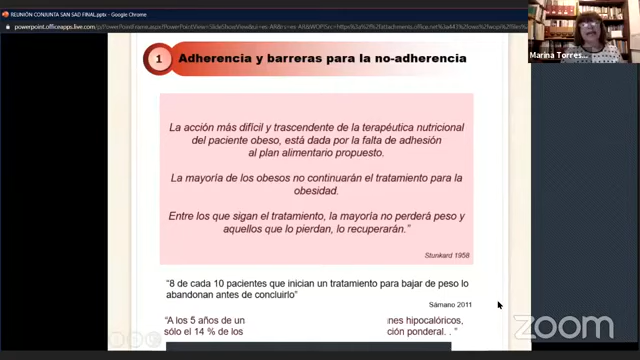 REUNIÓN CONJUNTA SAN SAD FINAL.pptx - Google Chrome
1 Adherencia y barreras para la no-adherencia
La acción más difícil y trascendente de la terapéutica nutricional
del paciente obeso, está dada por la falta de adhesión
al plan alimentario propuesto.
La mayoría de los obesos no continuarán el tratamiento para la
obesidad.
Entre los que sigan el tratamiento, la mayoría no perderá peso y
aquellos que lo pierdan, lo recuperarán.”
Stunkard 1958
“8 de cada 10 pacientes que inician un tratamiento para bajar de peso lo
abandonan antes de concluirlo”
Sámano 2011
“A los 5 años de un nes hipocalóricos,
sólo el 14 % de los ción ponderal. . ”
Marina Torres...
zoom